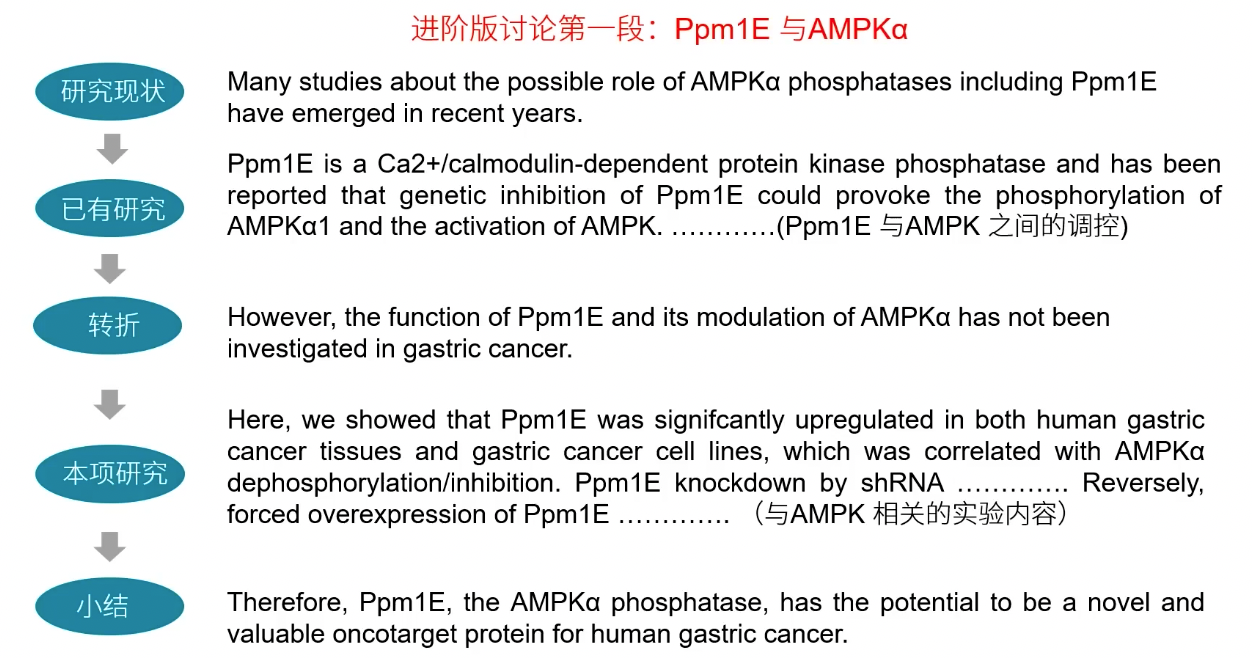 进阶版讨论第一段：Ppm1E 与AMPKα
研究现状
Many studies about the possible role of AMPKα phosphatases including Ppm1E
have emerged in recent years.
已有研究
Ppm1E is a Ca2+/calmodulin-dependent protein kinase phosphatase and has been
reported that genetic inhibition of Ppm1E could provoke the phosphorylation of
AMPKα1 and the activation of AMPK. …………(Ppm1E 与AMPK 之间的调控)
转折
However, the function of Ppm1E and its modulation of AMPKα has not been
investigated in gastric cancer.
本项研究
Here, we showed that Ppm1E was signifcantly upregulated in both human gastric
cancer tissues and gastric cancer cell lines, which was correlated with AMPKα
dephosphorylation/inhibition. Ppm1E knockdown by shRNA …………. Reversely,
forced overexpression of Ppm1E …………. （与AMPK 相关的实验内容）
小结
Therefore, Ppm1E, the AMPKα phosphatase, has the potential to be a novel and
valuable oncotarget protein for human gastric cancer.